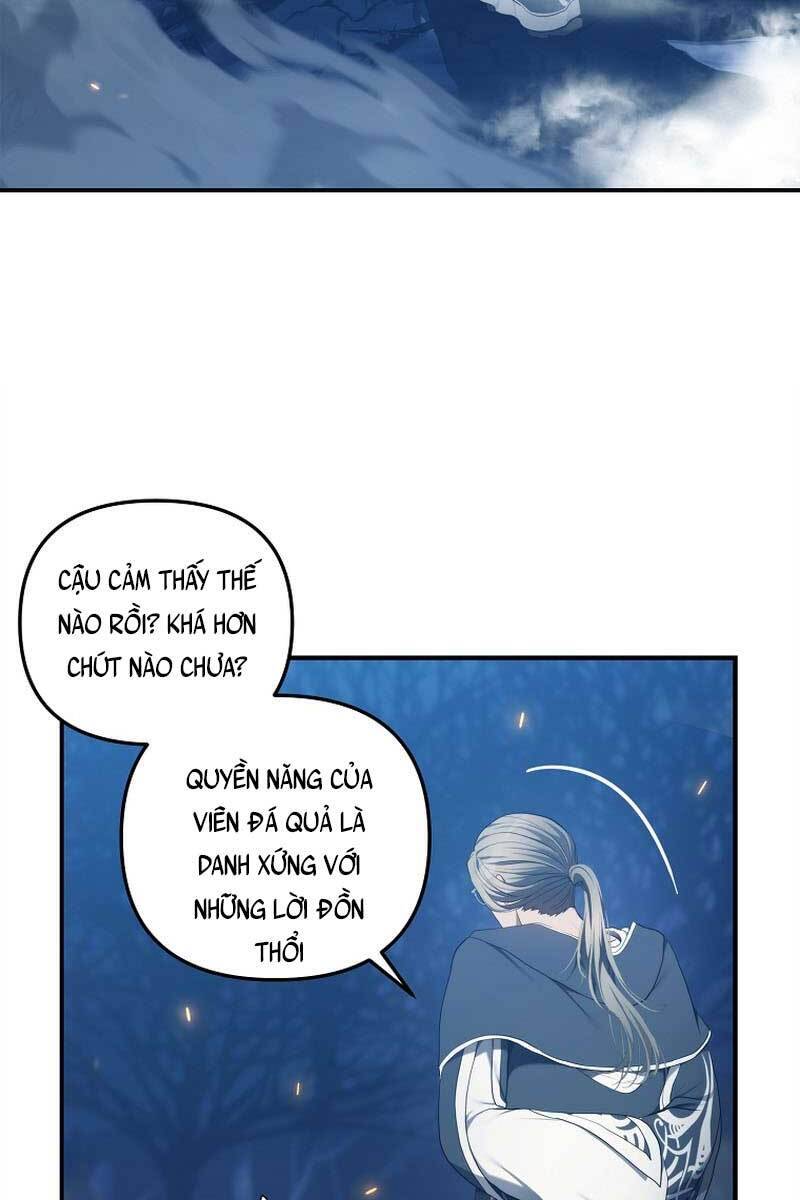 CẬU CẢM THẤY THẾ
NÀO RỒI? KHÁ HƠN
CHÚT NÀO CHƯA?
QUYỀN NĂNG CỦA
VIÊN ĐÁ QUẢ LÀ
DANH XỨNG VỚI
NHỮNG LỜI ĐỒN
THỔI